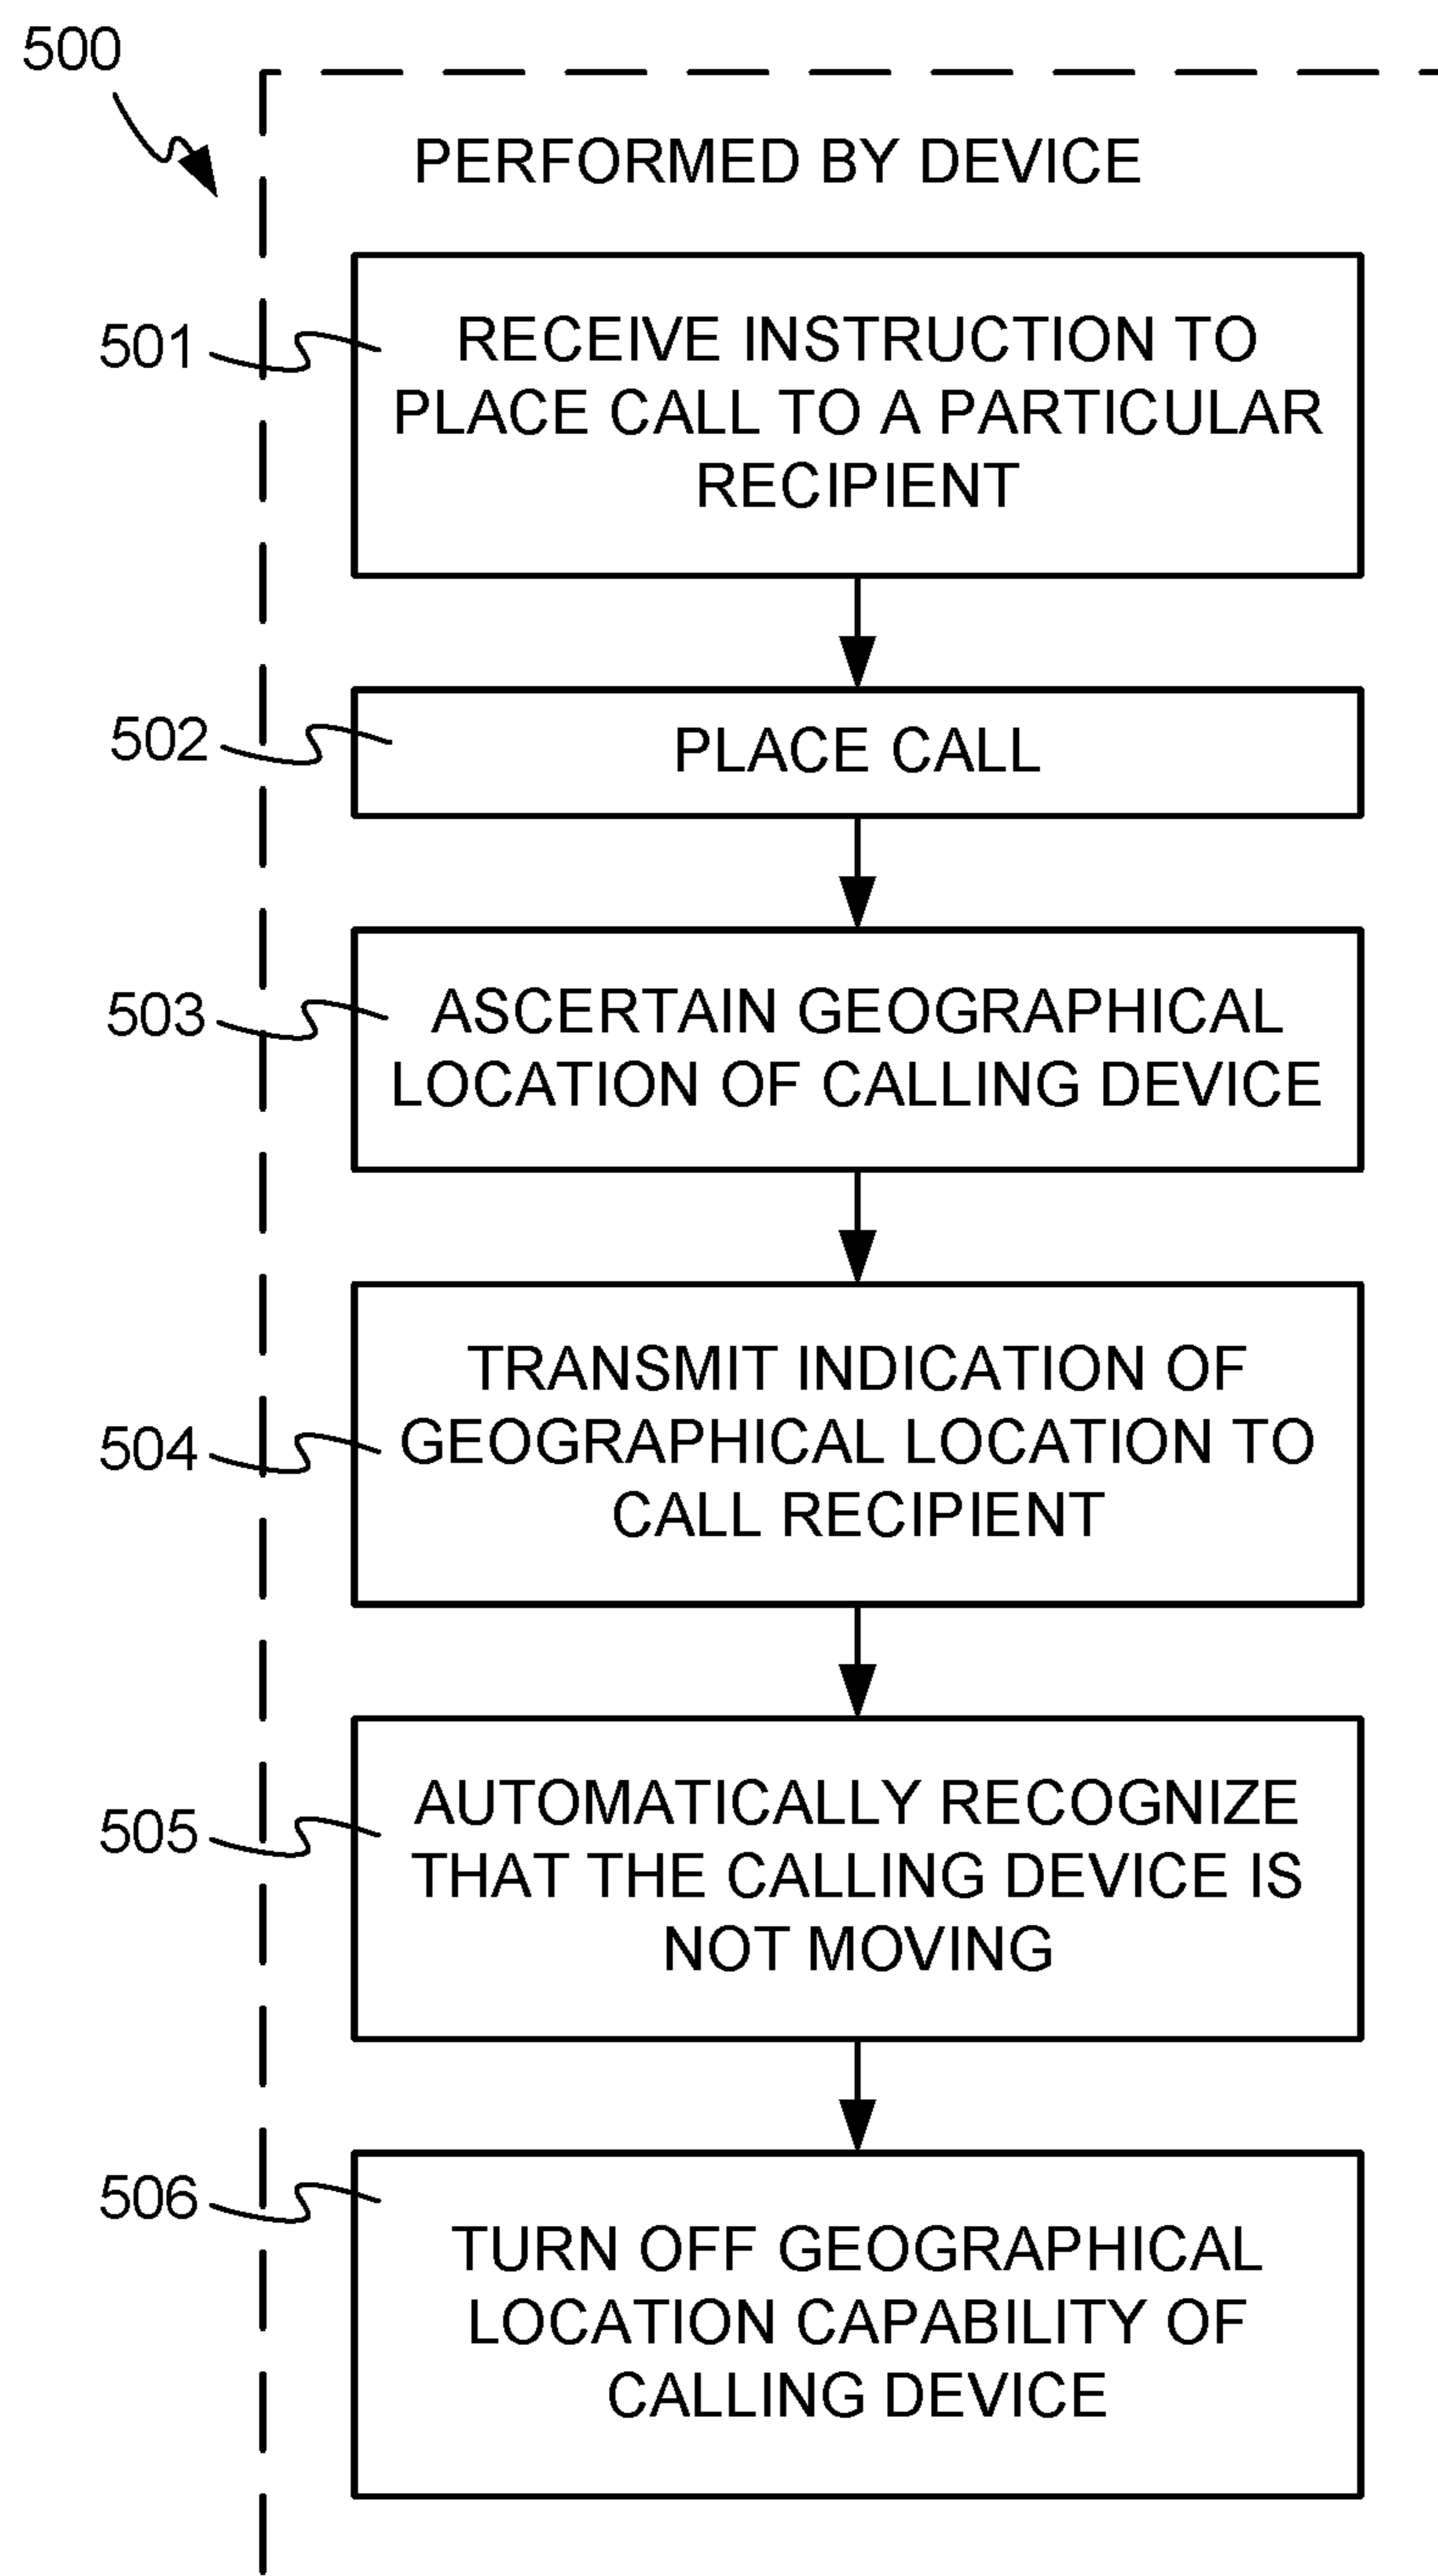 500
PERFORMED BY DEVICE
501
RECEIVE INSTRUCTION TO
PLACE CALL TO A PARTICULAR
RECIPIENT
502
PLACE CALL
503
ASCERTAIN GEOGRAPHICAL
LOCATION OF CALLING DEVICE
504
TRANSMIT INDICATION OF
GEOGRAPHICAL LOCATION TO
CALL RECIPIENT
505
AUTOMATICALLY RECOGNIZE
THAT THE CALLING DEVICE IS
NOT MOVING
506
TURN OFF GEOGRAPHICAL
LOCATION CAPABILITY OF
CALLING DEVICE